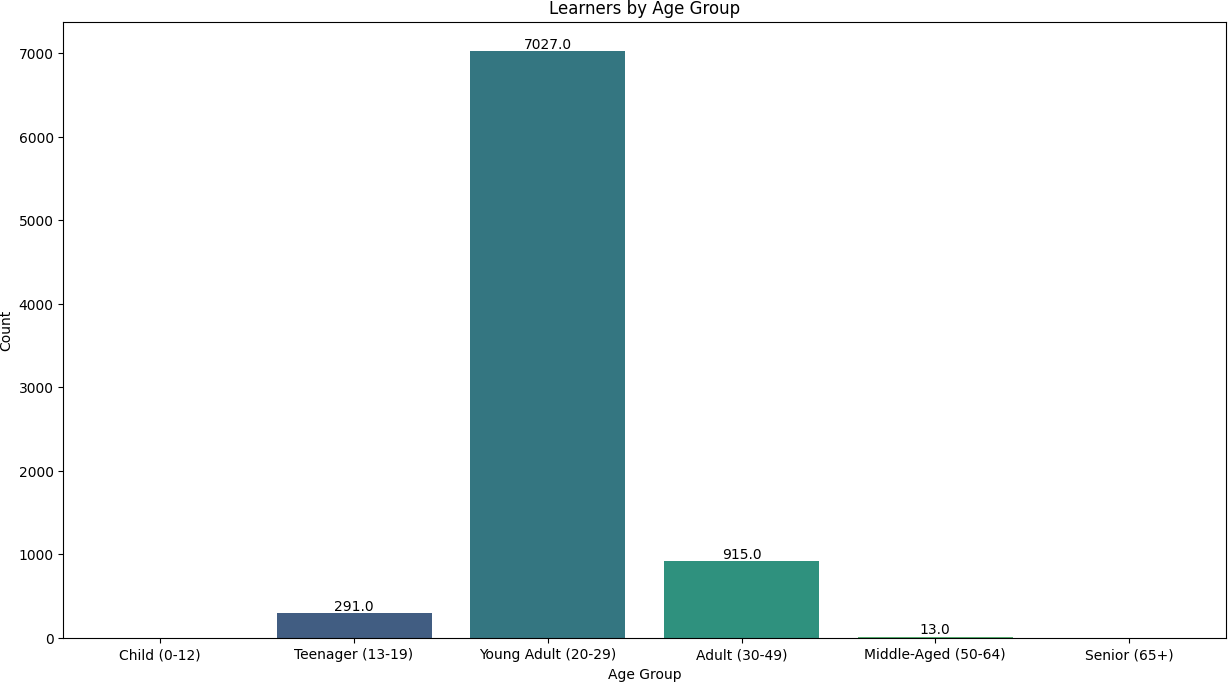 Learners by Age Group
7000
6000
5000
4000
3000
2000
1000
0
Count
291.0
7027.0
915.0
13.0
Child (0-12)
Teenager (13-19)
Young Adult (20-29)
Adult (30-49)
Middle-Aged (50-64)
Senior (65+)
Age Group